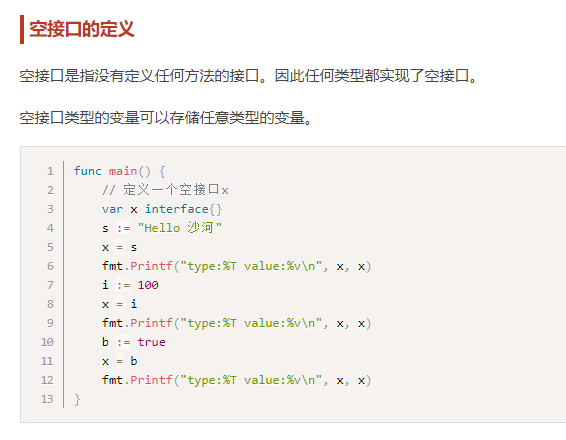 空接口的定义
空接口是指没有定义任何方法的接口。因此任何类型都实现了空接口。
空接口类型的变量可以存储任意类型的变量。
1 func main() {
2     // 定义一个空接口x
3     var x interface{}
4     s := "Hello 沙河"
5     x = s
6     fmt.Printf("type:%T value:%v\n", x, x)
7     i := 100
8     x = i
9     fmt.Printf("type:%T value:%v\n", x, x)
10     b := true
11     x = b
12     fmt.Printf("type:%T value:%v\n", x, x)
13 }